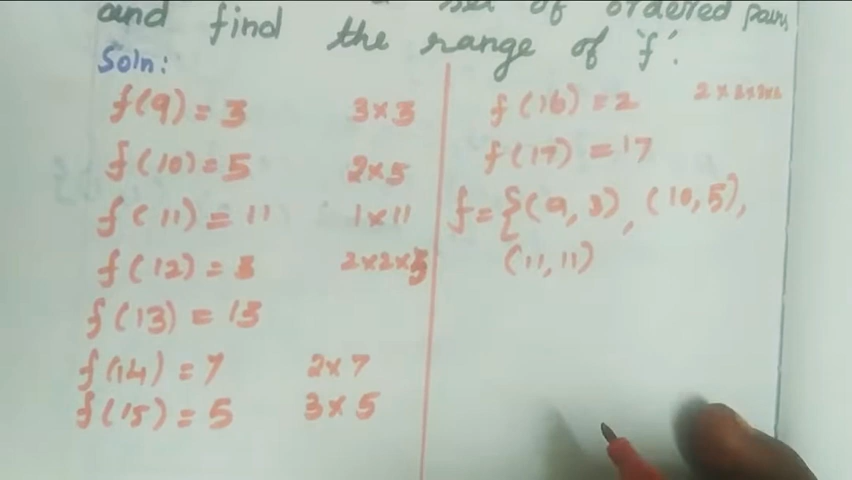 and find the range of 'f'.
Soln:
f(9) = 3 3×3
f(10) = 5 2×5
f(11) = 11 1×11
f(12) = 3 2×2×3
f(13) = 13
f(14) = 7 2×7
f(15) = 5 3×5
f(16) = 2 2×2×2×2
f(17) = 17
f = {(9, 3), (10, 5),
(11, 11)